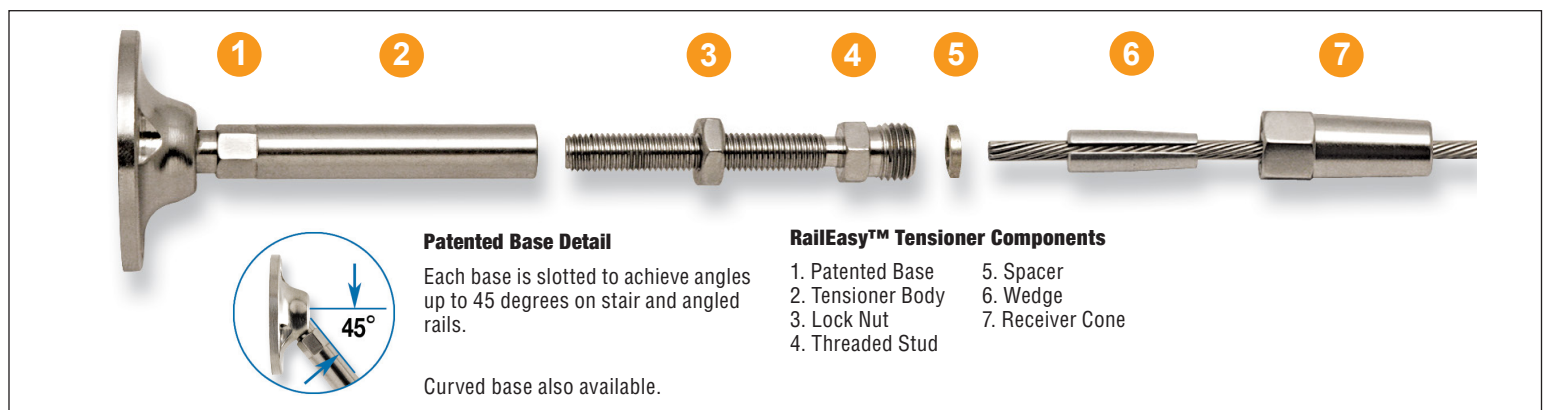 1 2 3 4 5 6 7
Patented Base Detail
Each base is slotted to achieve angles
up to 45 degrees on stair and angled
rails.
Curved base also available.
45°
RailEasy™ Tensioner Components
1. Patented Base
2. Tensioner Body
3. Lock Nut
4. Threaded Stud
5. Spacer
6. Wedge
7. Receiver Cone